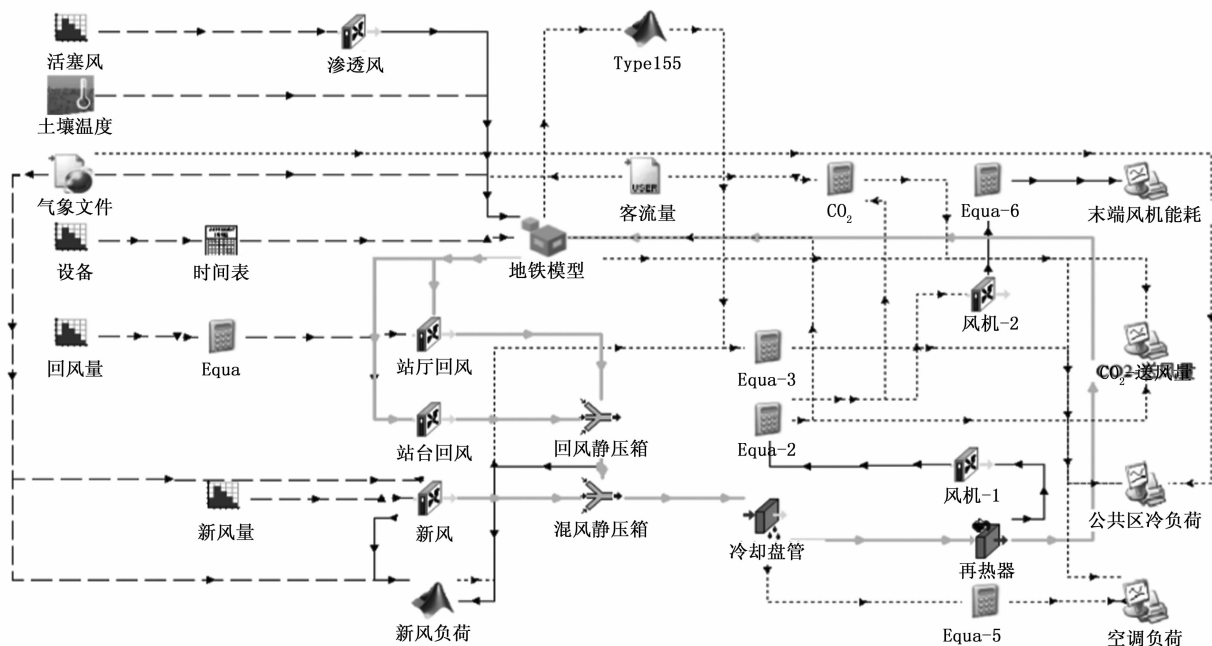 活塞风
渗透风
Type155
土壤温度
USER
气象文件
客流量
CO₂
Equa-6
末端风机能耗
设备
时间表
地铁模型
风机-2
回风量
Equa
站厅回风
Equa-3
CO₂-送风量
站台回风
回风静压箱
Equa-2
新风量
新风
混风静压箱
冷却盘管
风机-1
再热器
公共区冷负荷
新风负荷
Equa-5
空调负荷